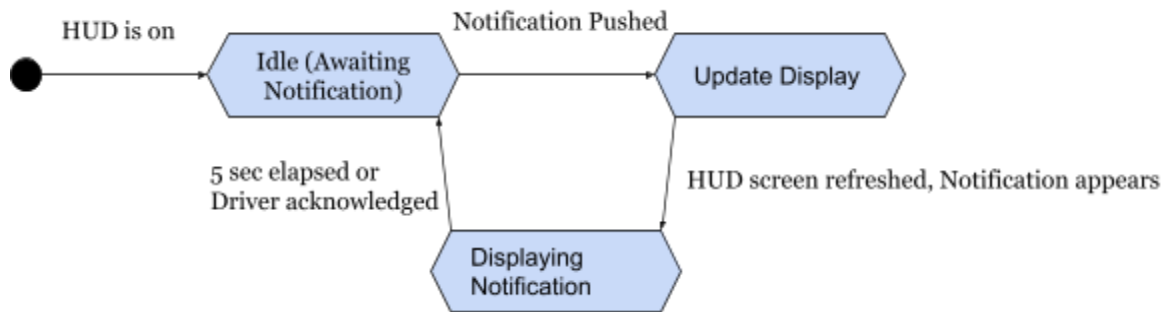 HUD is on
Notification Pushed
Idle (Awaiting
Notification)
Update Display
5 sec elapsed or
Driver acknowledged
HUD screen refreshed, Notification appears
Displaying
Notification